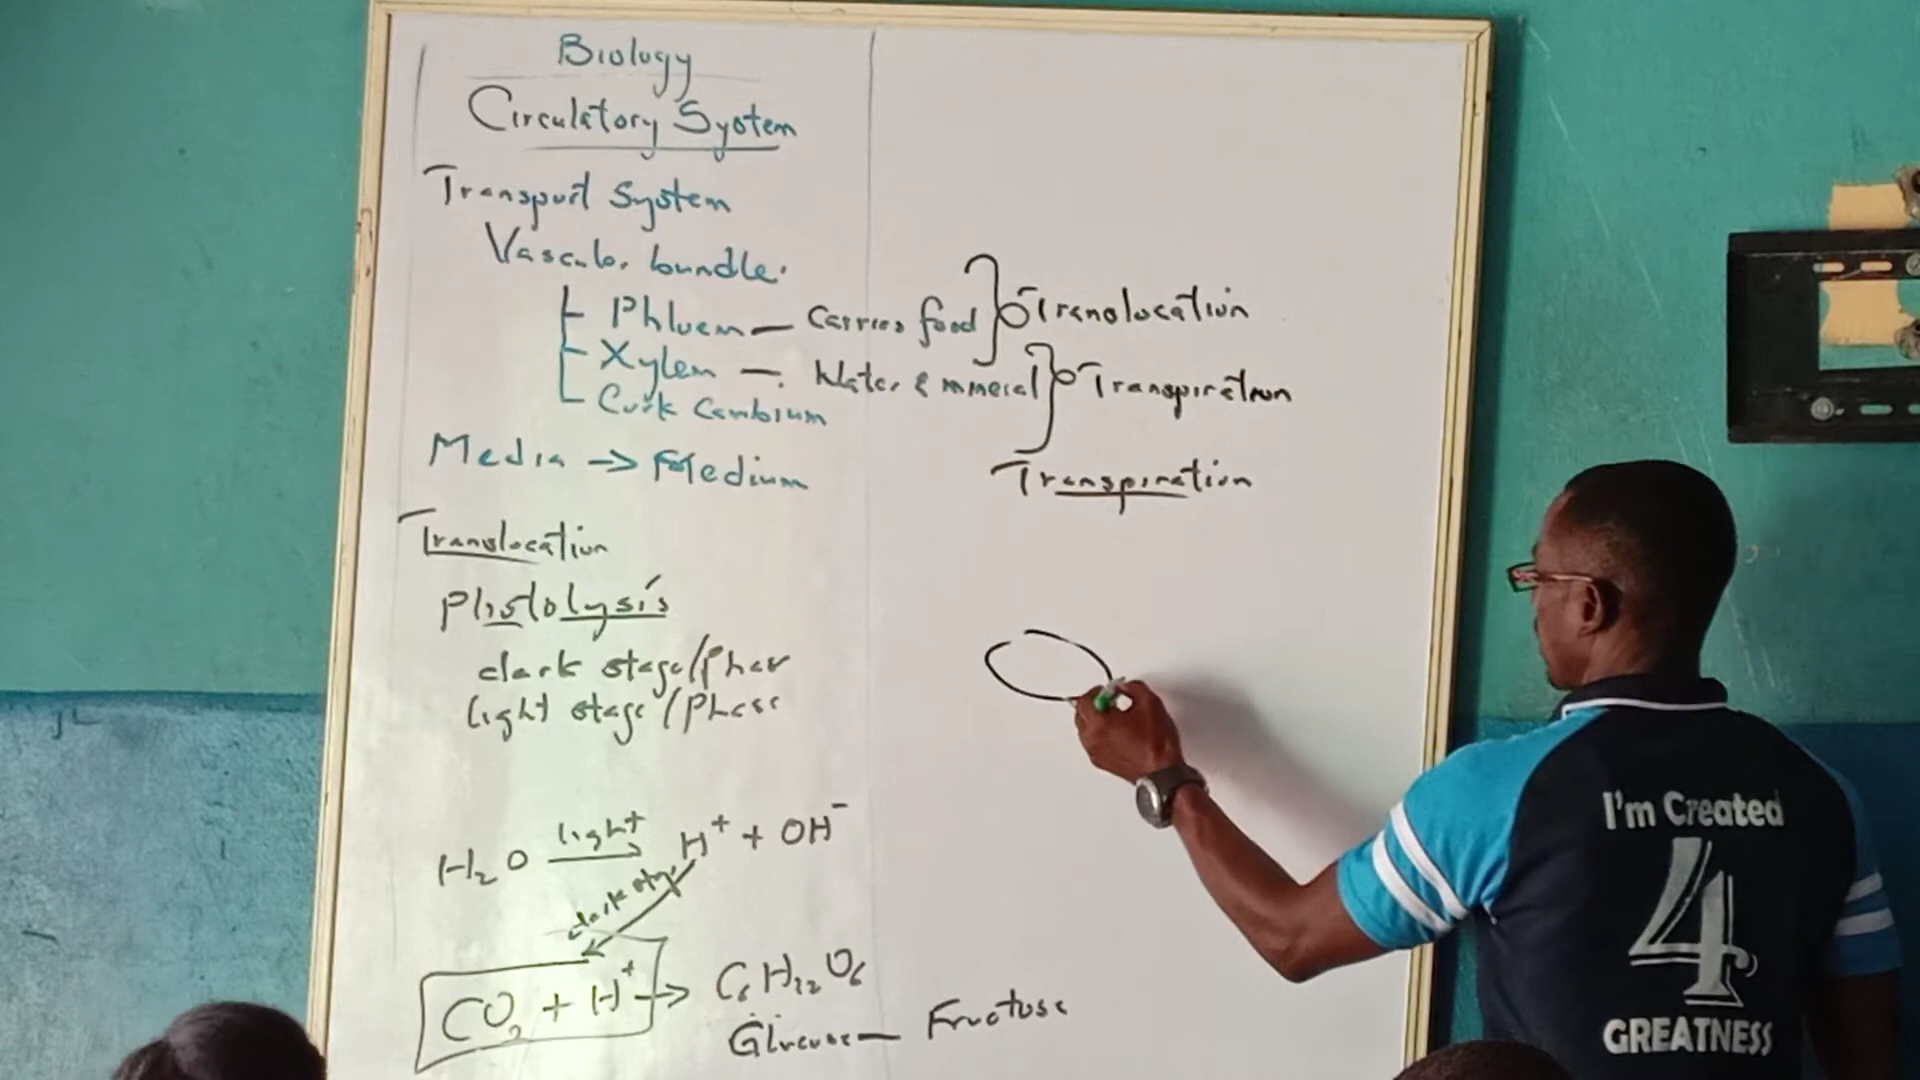 Biology
Circulatory System
Transport System
Vascular bundle.
Phloem — Carries food } Translocation
Xylem — Water & mineral } Transpiration
Cork Cambium
Media → Medium
Transpiration
Translocation
Photolysis
dark stage/Phase
light stage/Phase
H₂O light→ H⁺ + OH⁻
dark stg.
CO₂ + H⁺ → C₆H₁₂O₆
Glucose — Fructose
I'm Created
4
GREATNESS